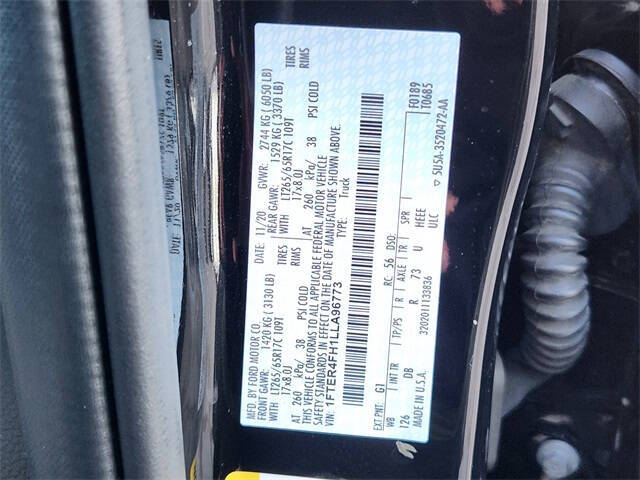 MFD. BY FORD MOTOR CO.
DATE: 11/20 GVWR: 2744 KG (6050 LB)
FRONT GAWR: 1420 KG (3130 LB) REAR GAWR: 1529 KG (3370 LB)
WITH LT265/65R17C 109T TIRES WITH LT265/65R17C 109T TIRES
17x8.0J RIMS 17x8.0J RIMS
AT 260 kPa/ 38 PSI COLD AT 260 kPa/ 38 PSI COLD
THIS VEHICLE CONFORMS TO ALL APPLICABLE FEDERAL MOTOR VEHICLE
SAFETY STANDARDS IN EFFECT ON THE DATE OF MANUFACTURE SHOWN ABOVE.
VIN: 1FTER4FH1LLA96773 TYPE: Truck
F0189
T0685
EXT PNT: G1 RC: 56 DSO:
WB INT TR TP/PS R AXLE TR SPR
126 DB R 73 U HEEE
MADE IN U.S.A. 3202011133836 ULC
5U5A-3520472-AA